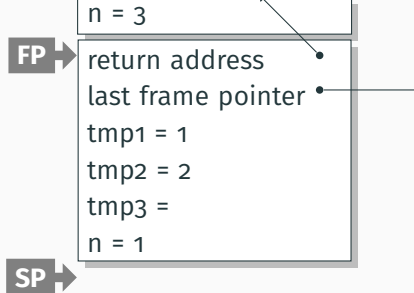 n = 3
FP
return address
last frame pointer
tmp1 = 1
tmp2 = 2
tmp3 =
n = 1
SP